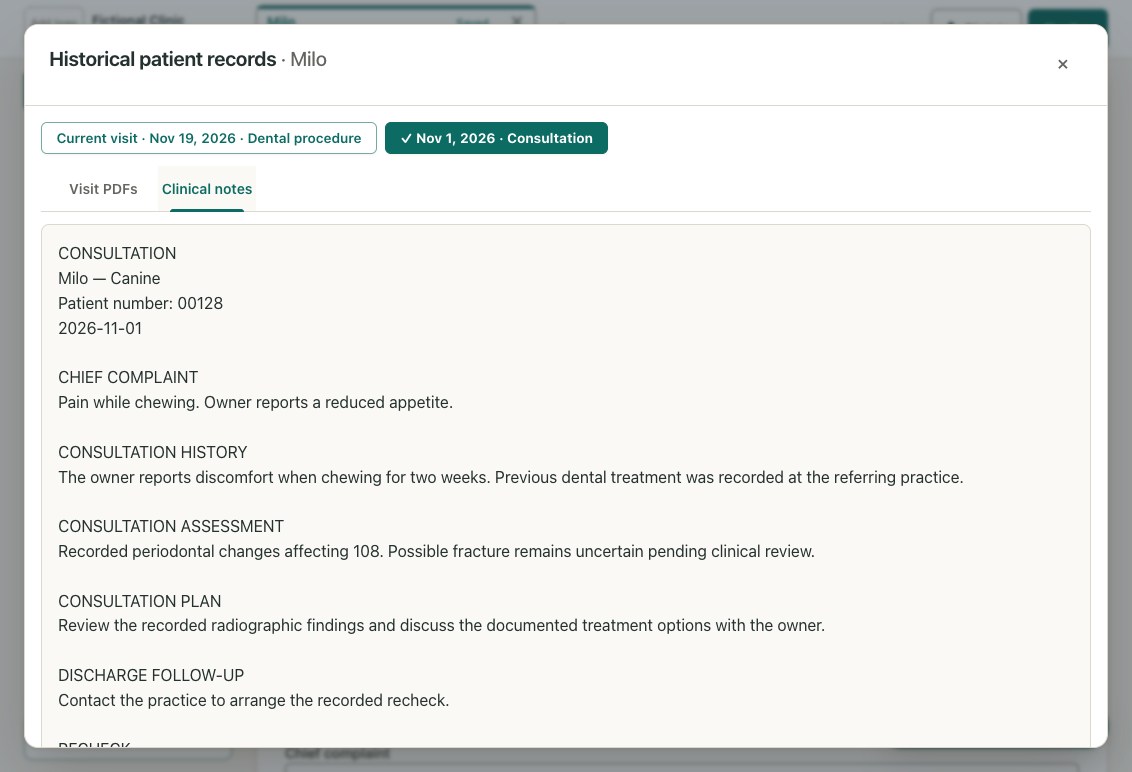 Fictional Clinic
Milo
Historical patient records · Milo
×
Current visit · Nov 19, 2026 · Dental procedure
✓ Nov 1, 2026 · Consultation
Visit PDFs
Clinical notes
CONSULTATION
Milo — Canine
Patient number: 00128
2026-11-01
CHIEF COMPLAINT
Pain while chewing. Owner reports a reduced appetite.
CONSULTATION HISTORY
The owner reports discomfort when chewing for two weeks. Previous dental treatment was recorded at the referring practice.
CONSULTATION ASSESSMENT
Recorded periodontal changes affecting 108. Possible fracture remains uncertain pending clinical review.
CONSULTATION PLAN
Review the recorded radiographic findings and discuss the documented treatment options with the owner.
DISCHARGE FOLLOW-UP
Contact the practice to arrange the recorded recheck.
RECHECK
Chief complaint